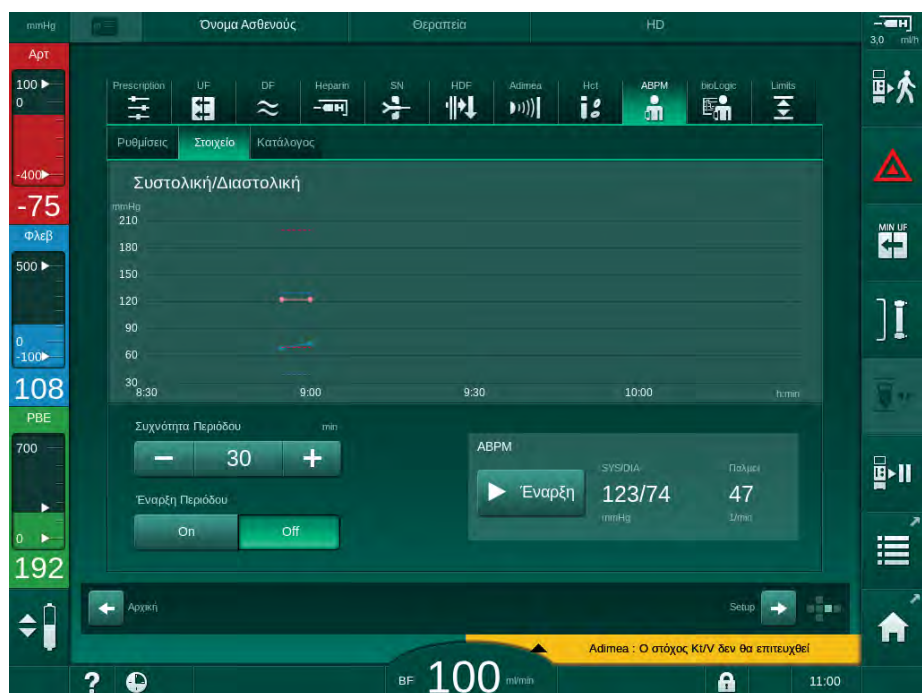 mmHg
Όνομα Ασθενούς
Θεραπεία
HD
3,0 ml/h
Αρτ
100
0
-400
-75
Φλεβ
500
0
-100
108
PBE
700
0
192
Prescription
UF
DF
Heparin
SN
HDF
Adimea
Hct
ABPM
bioLogic
Limits
Ρυθμίσεις
Στοιχείο
Κατάλογος
Συστολική/Διαστολική
mmHg
210
180
150
120
90
60
30
8:30
9:00
9:30
10:00
h:min
Συχνότητα Περιόδου
min
30
Έναρξη Περιόδου
On
Off
ABPM
Έναρξη
SYS/DIA
123/74
mmHg
Παλμοί
47
1/min
MIN UF
Αρχική
Setup
Adimea : Ο στόχος Kt/V δεν θα επιτευχθεί
?
BF 100 ml/min
11:00